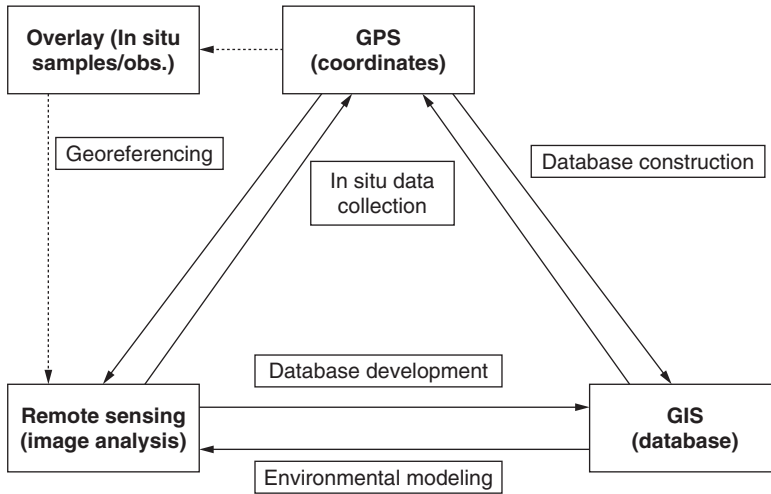 Overlay (In situ
samples/obs.)
GPS
(coordinates)
Georeferencing
In situ data
collection
Database construction
Database development
Remote sensing
(image analysis)
GIS
(database)
Environmental modeling